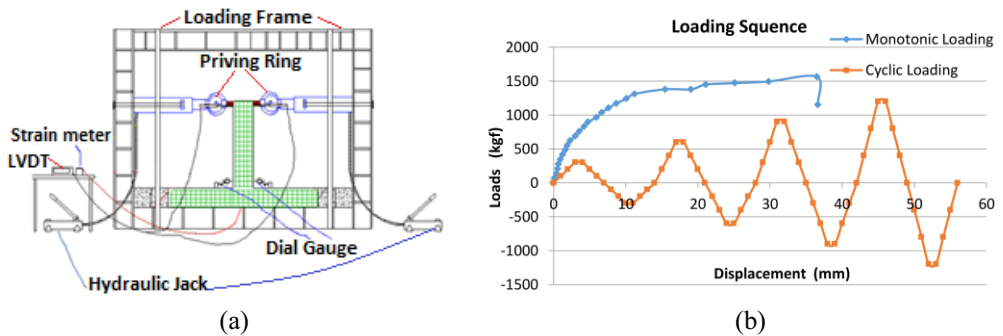 Loading Frame
Priving Ring
Strain meter
LVDT
Dial Gauge
Hydraulic Jack
(a)
Loading Squence
Monotonic Loading
Cyclic Loading
2000
1500
1000
500
0
-500
-1000
-1500
Loads (kgf)
0 10 20 30 40 50 60
Displacement (mm)
(b)